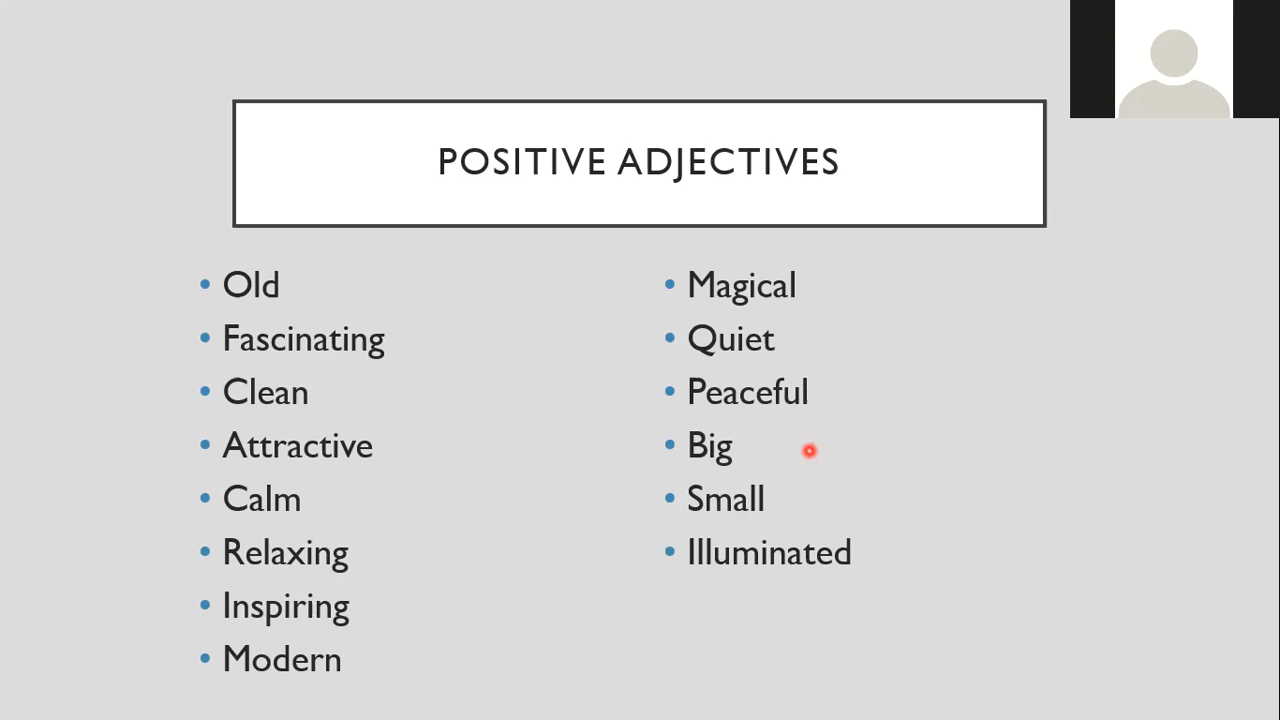 POSITIVE ADJECTIVES
• Old
• Fascinating
• Clean
• Attractive
• Calm
• Relaxing
• Inspiring
• Modern
• Magical
• Quiet
• Peaceful
• Big
• Small
• Illuminated